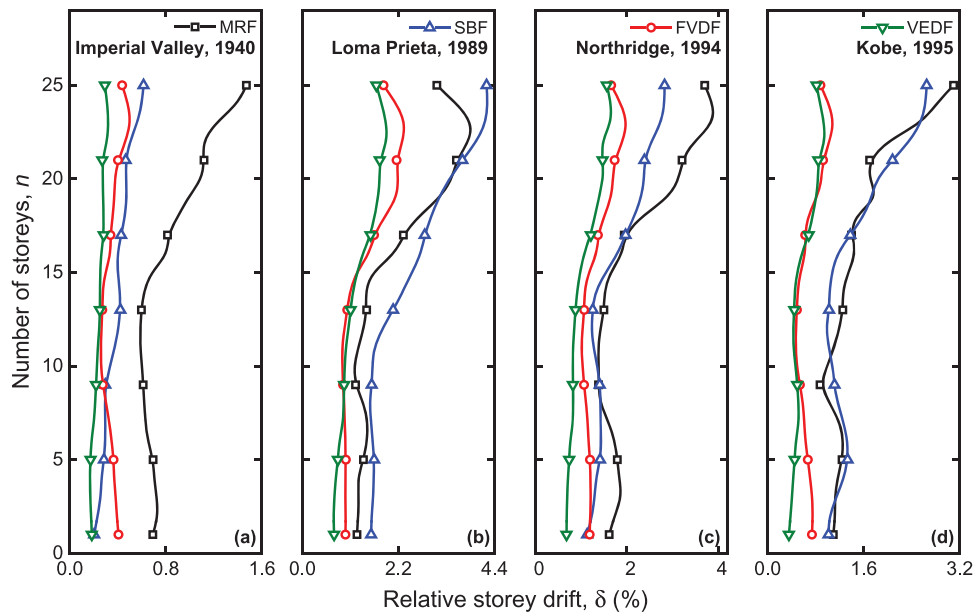 MRF
Imperial Valley, 1940
SBF
Loma Prieta, 1989
FVDF
Northridge, 1994
VEDF
Kobe, 1995
Number of storeys, n
30
25
20
15
10
5
0
(a)
(b)
(c)
(d)
0.0 0.8 1.6
0.0 2.2 4.4
0 2 4
0.0 1.6 3.2
Relative storey drift, δ (%)